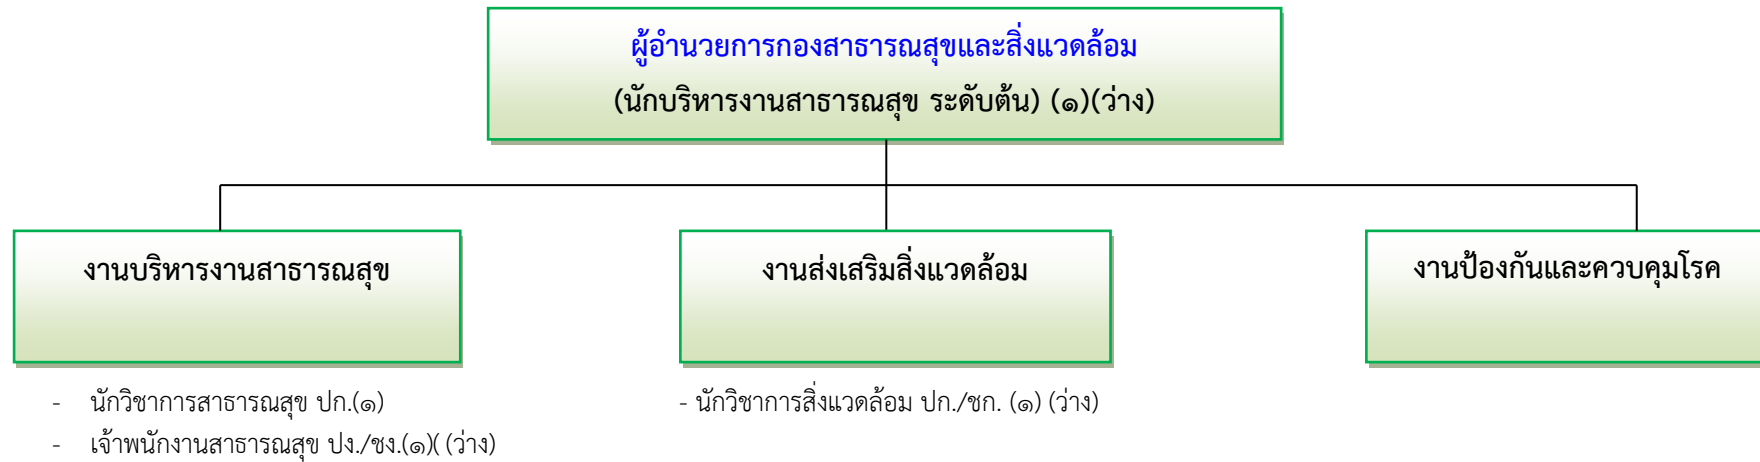 ผู้อำนวยการกองสาธารณสุขและสิ่งแวดล้อม
(นักบริหารงานสาธารณสุข ระดับต้น) (๑)(ว่าง)
งานบริหารงานสาธารณสุข
งานส่งเสริมสิ่งแวดล้อม
งานป้องกันและควบคุมโรค
- นักวิชาการสาธารณสุข ปก.(๑)
- เจ้าพนักงานสาธารณสุข ปง./ชง.(๑)( (ว่าง)
- นักวิชาการสิ่งแวดล้อม ปก./ชก. (๑) (ว่าง)